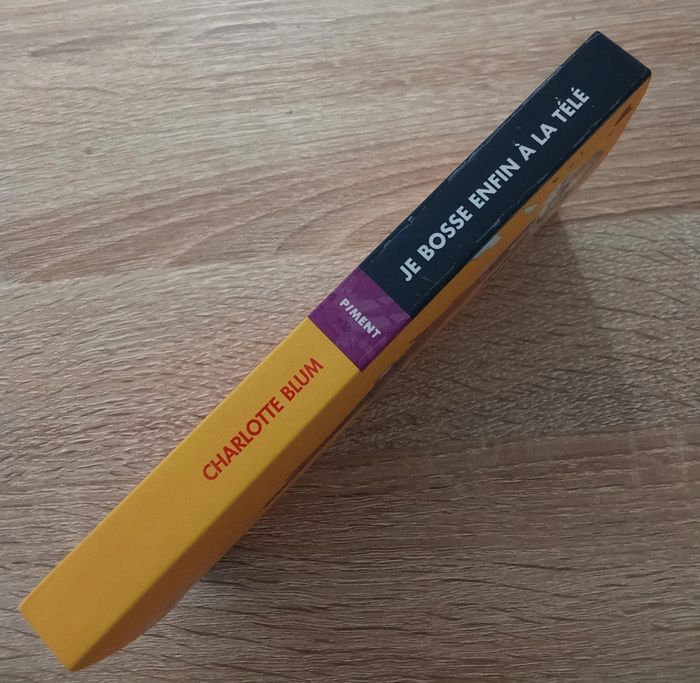 CHARLOTTE BLUM
PIMENT
JE BOSSE ENFIN À LA TÉLÉ